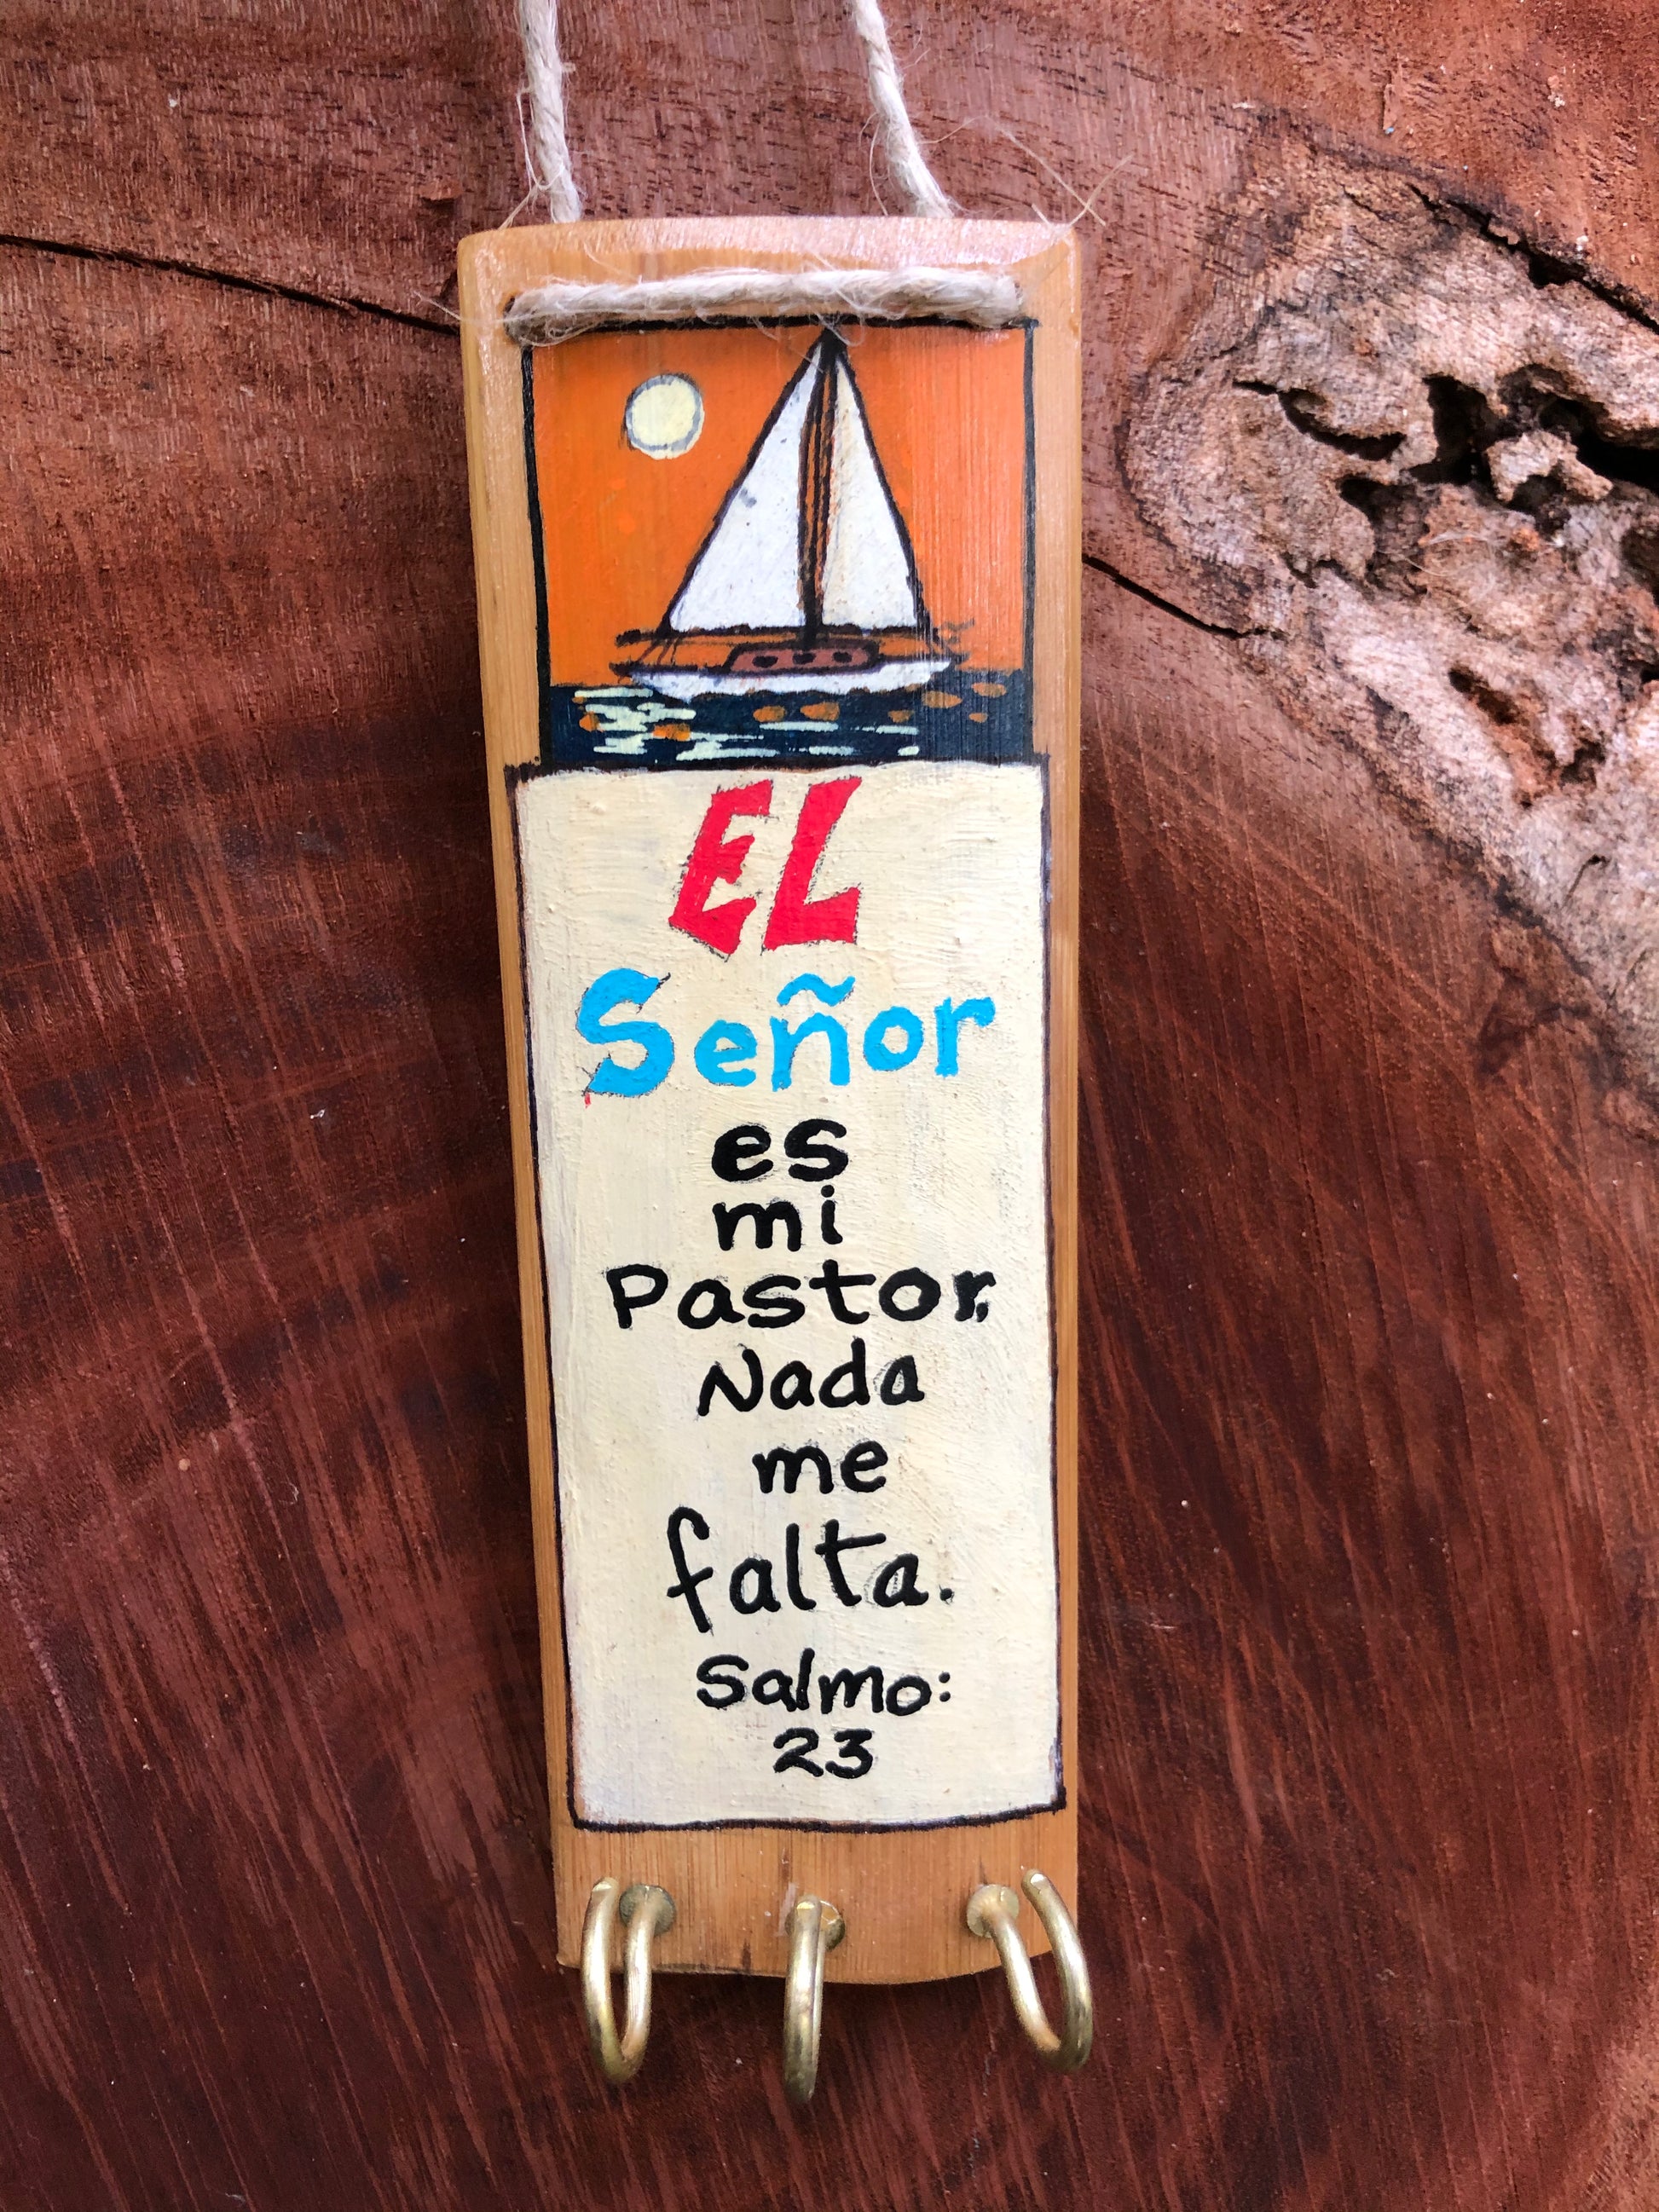 EL
Señor
es
mi
Pastor.
Nada
me
falta.
Salmo:
23